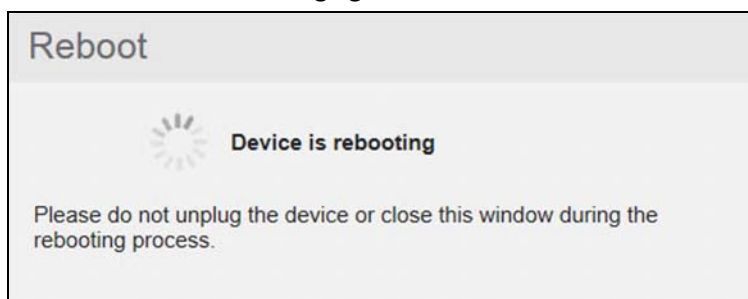 Reboot
Device is rebooting
Please do not unplug the device or close this window during the
rebooting process.